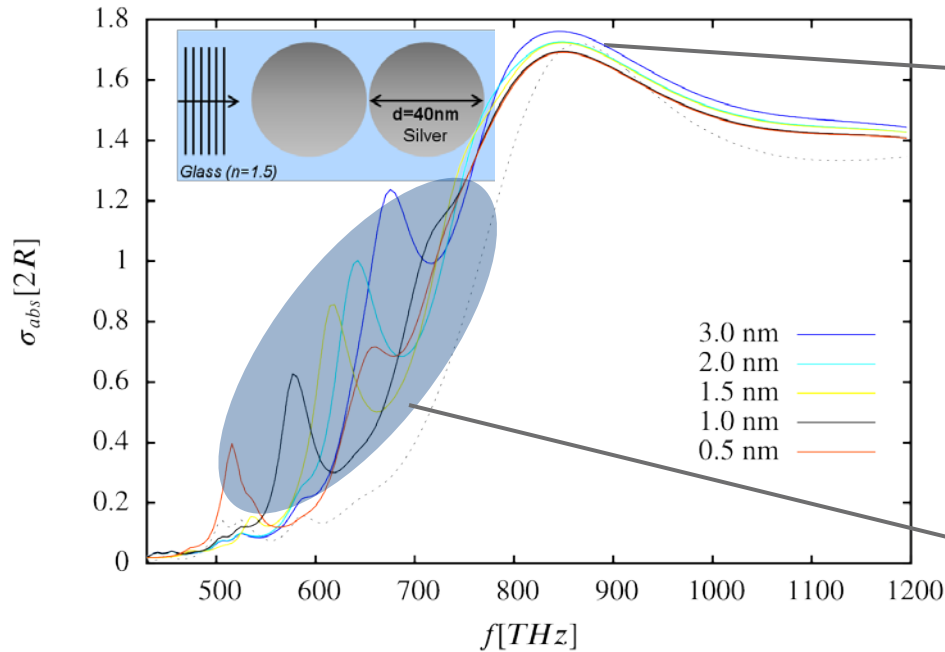 1.8
1.6
1.4
1.2
1
0.8
0.6
0.4
0.2
0
σabs[2R]
d=40nm
Silver
Glass (n=1.5)
3.0 nm
2.0 nm
1.5 nm
1.0 nm
0.5 nm
500 600 700 800 900 1000 1100 1200
f[THz]